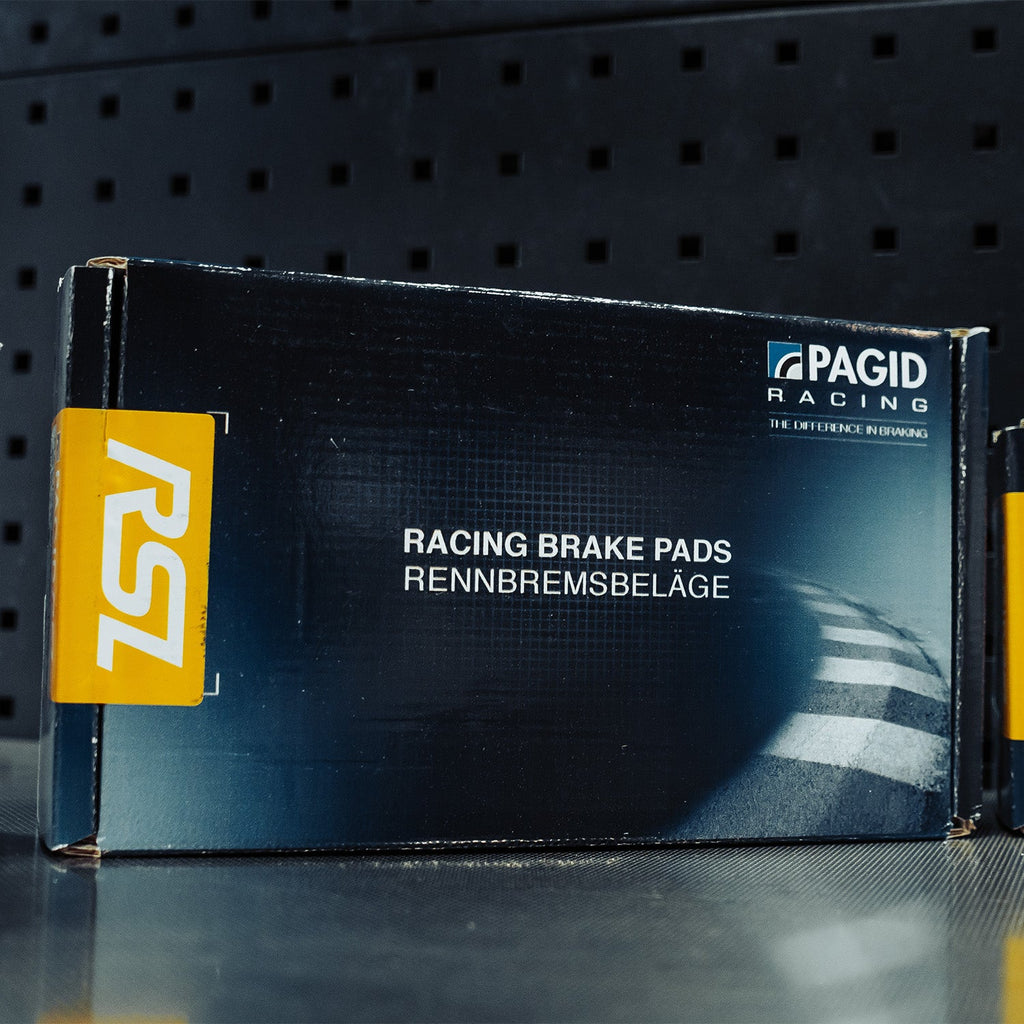 PAGID
RACING
THE DIFFERENCE IN BRAKING
RSL
RACING BRAKE PADS
RENNBREMSBELÄGE